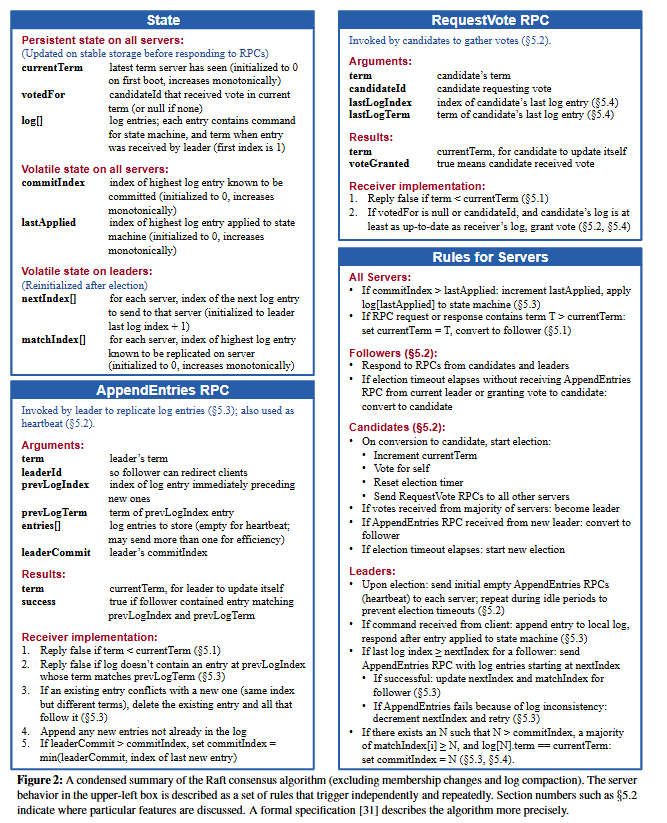 State
Persistent state on all servers:
(Updated on stable storage before responding to RPCs)
currentTerm latest term server has seen (initialized to 0
on first boot, increases monotonically)
votedFor candidateId that received vote in current
term (or null if none)
log[] log entries; each entry contains command
for state machine, and term when entry
was received by leader (first index is 1)
Volatile state on all servers:
commitIndex index of highest log entry known to be
committed (initialized to 0, increases
monotonically)
lastApplied index of highest log entry applied to state
machine (initialized to 0, increases
monotonically)
Volatile state on leaders:
(Reinitialized after election)
nextIndex[] for each server, index of the next log entry
to send to that server (initialized to leader
last log index + 1)
matchIndex[] for each server, index of highest log entry
known to be replicated on server
(initialized to 0, increases monotonically)
AppendEntries RPC
Invoked by leader to replicate log entries (§5.3); also used as
heartbeat (§5.2).
Arguments:
term leader's term
leaderId so follower can redirect clients
prevLogIndex index of log entry immediately preceding
new ones
prevLogTerm term of prevLogIndex entry
entries[] log entries to store (empty for heartbeat;
may send more than one for efficiency)
leaderCommit leader's commitIndex
Results:
term currentTerm, for leader to update itself
success true if follower contained entry matching
prevLogIndex and prevLogTerm
Receiver implementation:
1. Reply false if term < currentTerm (§5.1)
2. Reply false if log doesn't contain an entry at prevLogIndex
whose term matches prevLogTerm (§5.3)
3. If an existing entry conflicts with a new one (same index
but different terms), delete the existing entry and all that
follow it (§5.3)
4. Append any new entries not already in the log
5. If leaderCommit > commitIndex, set commitIndex =
min(leaderCommit, index of last new entry)
RequestVote RPC
Invoked by candidates to gather votes (§5.2).
Arguments:
term candidate's term
candidateId candidate requesting vote
lastLogIndex index of candidate's last log entry (§5.4)
lastLogTerm term of candidate's last log entry (§5.4)
Results:
term currentTerm, for candidate to update itself
voteGranted true means candidate received vote
Receiver implementation:
1. Reply false if term < currentTerm (§5.1)
2. If votedFor is null or candidateId, and candidate's log is at
least as up-to-date as receiver's log, grant vote (§5.2, §5.4)
Rules for Servers
All Servers:
• If commitIndex > lastApplied: increment lastApplied, apply
log[lastApplied] to state machine (§5.3)
• If RPC request or response contains term T > currentTerm:
set currentTerm = T, convert to follower (§5.1)
Followers (§5.2):
• Respond to RPCs from candidates and leaders
• If election timeout elapses without receiving AppendEntries
RPC from current leader or granting vote to candidate:
convert to candidate
Candidates (§5.2):
• On conversion to candidate, start election:
• Increment currentTerm
• Vote for self
• Reset election timer
• Send RequestVote RPCs to all other servers
• If votes received from majority of servers: become leader
• If AppendEntries RPC received from new leader: convert to
follower
• If election timeout elapses: start new election
Leaders:
• Upon election: send initial empty AppendEntries RPCs
(heartbeat) to each server; repeat during idle periods to
prevent election timeouts (§5.2)
• If command received from client: append entry to local log,
respond after entry applied to state machine (§5.3)
• If last log index ≥ nextIndex for a follower: send
AppendEntries RPC with log entries starting at nextIndex
• If successful: update nextIndex and matchIndex for
follower (§5.3)
• If AppendEntries fails because of log inconsistency:
decrement nextIndex and retry (§5.3)
• If there exists an N such that N > commitIndex, a majority
of matchIndex[i] ≥ N, and log[N].term == currentTerm:
set commitIndex = N (§5.3, §5.4).
Figure 2: A condensed summary of the Raft consensus algorithm (excluding membership changes and log compaction). The server
behavior in the upper-left box is described as a set of rules that trigger independently and repeatedly. Section numbers such as §5.2
indicate where particular features are discussed. A formal specification [31] describes the algorithm more precisely.